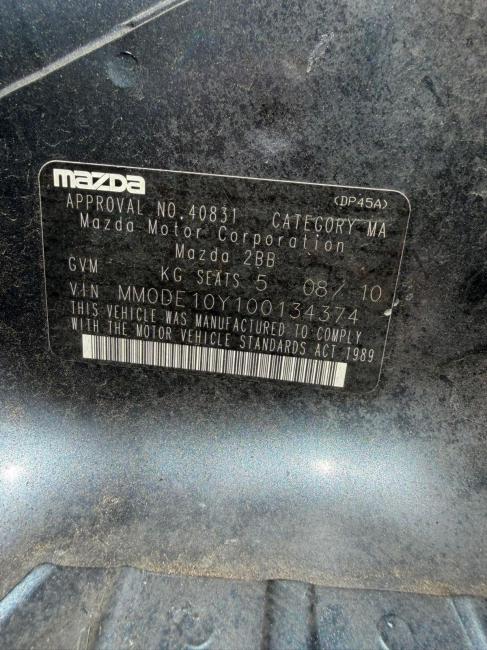 mazda
(DP45A)
APPROVAL NO.40831 CATEGORY MA
Mazda Motor Corporation
Mazda 2BB
GVM KG SEATS 5 08/10
VIN MM0DE10Y100134374
THIS VEHICLE WAS MANUFACTURED TO COMPLY
WITH THE MOTOR VEHICLE STANDARDS ACT 1989